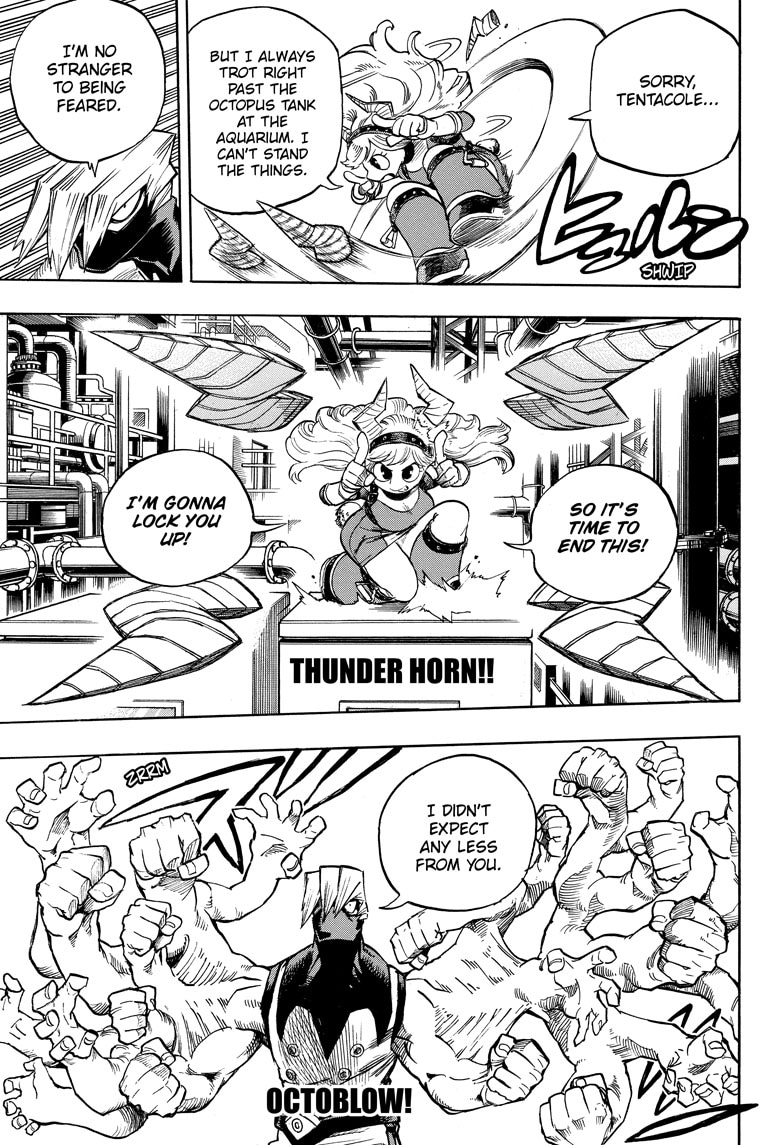 SORRY,
TENTACOLE...
BUT I ALWAYS
TROT RIGHT
PAST THE
OCTOPUS TANK
AT THE
AQUARIUM. I
CAN'T STAND
THE THINGS.
SHWIP
I'M NO
STRANGER
TO BEING
FEARED.
SO IT'S
TIME TO
END THIS!
I'M GONNA
LOCK YOU
UP!
THUNDER HORN!!
ZRRM
I DIDN'T
EXPECT
ANY LESS
FROM YOU.
OCTOBLOW!